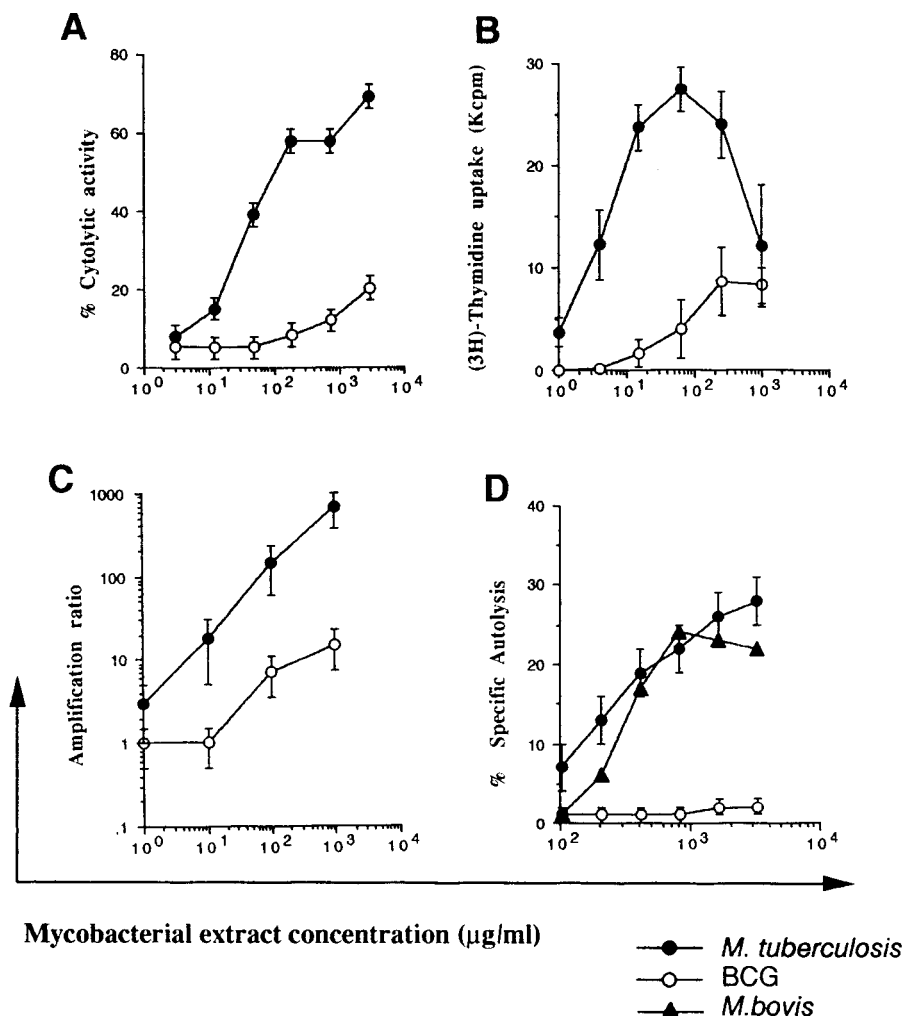 A
% Cytolytic activity
80
60
40
20
0
10^0 10^1 10^2 10^3 10^4
B
(3H)-Thymidine uptake (Kcpm)
30
20
10
0
10^0 10^1 10^2 10^3 10^4
C
Amplification ratio
1000
100
10
1
.1
10^0 10^1 10^2 10^3 10^4
D
% Specific Autolysis
40
30
20
10
0
10^2 10^3 10^4
Mycobacterial extract concentration (µg/ml)
M. tuberculosis
BCG
M.bovis